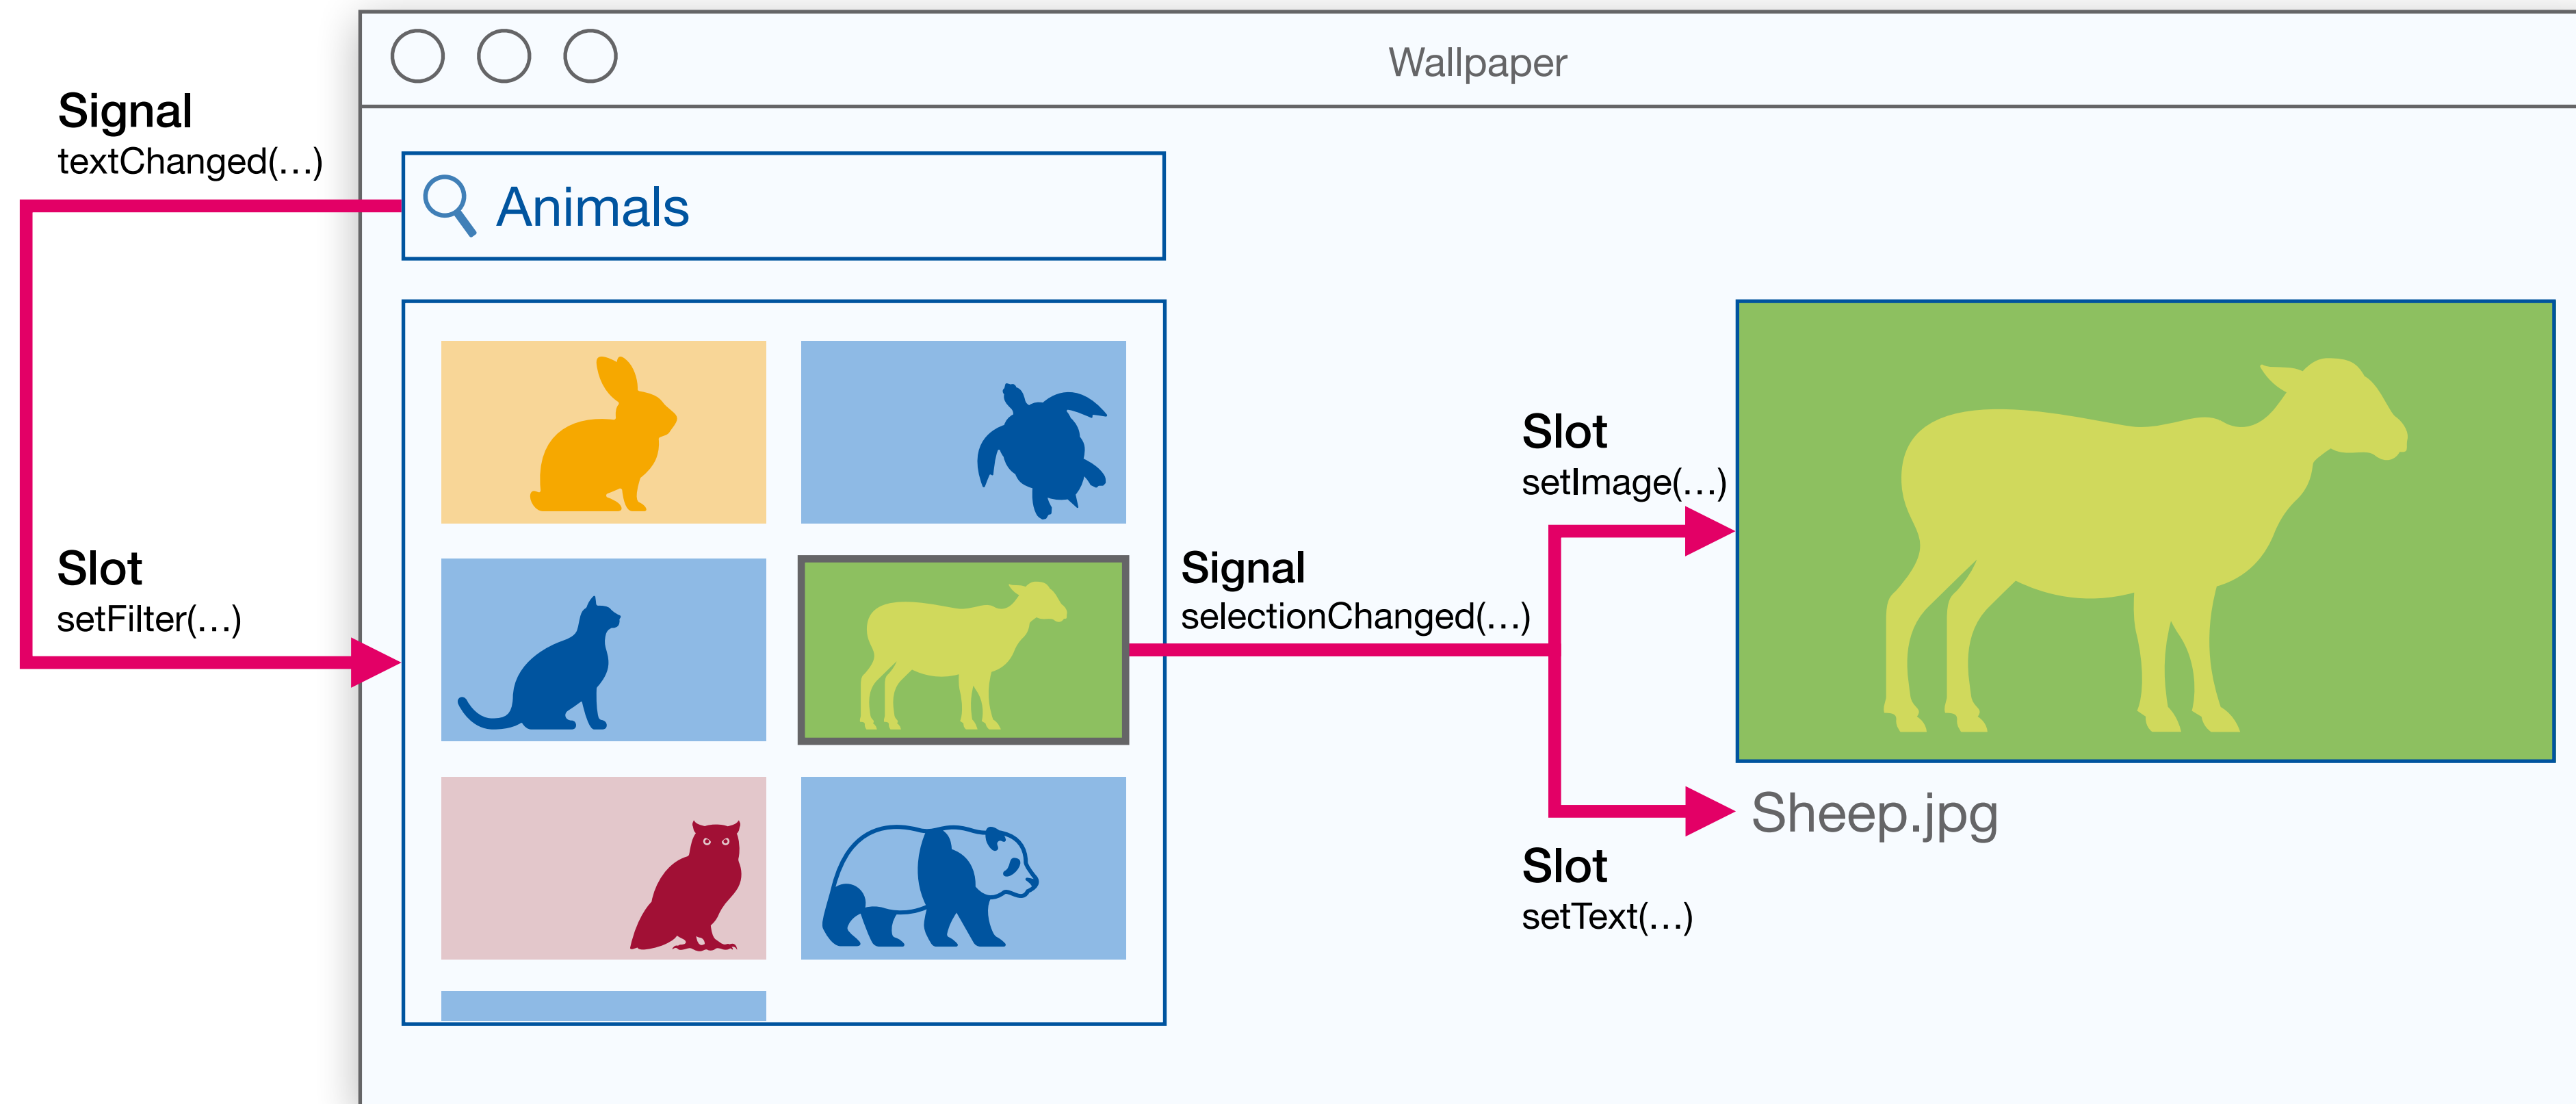 Wallpaper
Signal
textChanged(…)
Animals
Slot
setFilter(…)
Signal
selectionChanged(…)
Slot
setImage(…)
Sheep.jpg
Slot
setText(…)